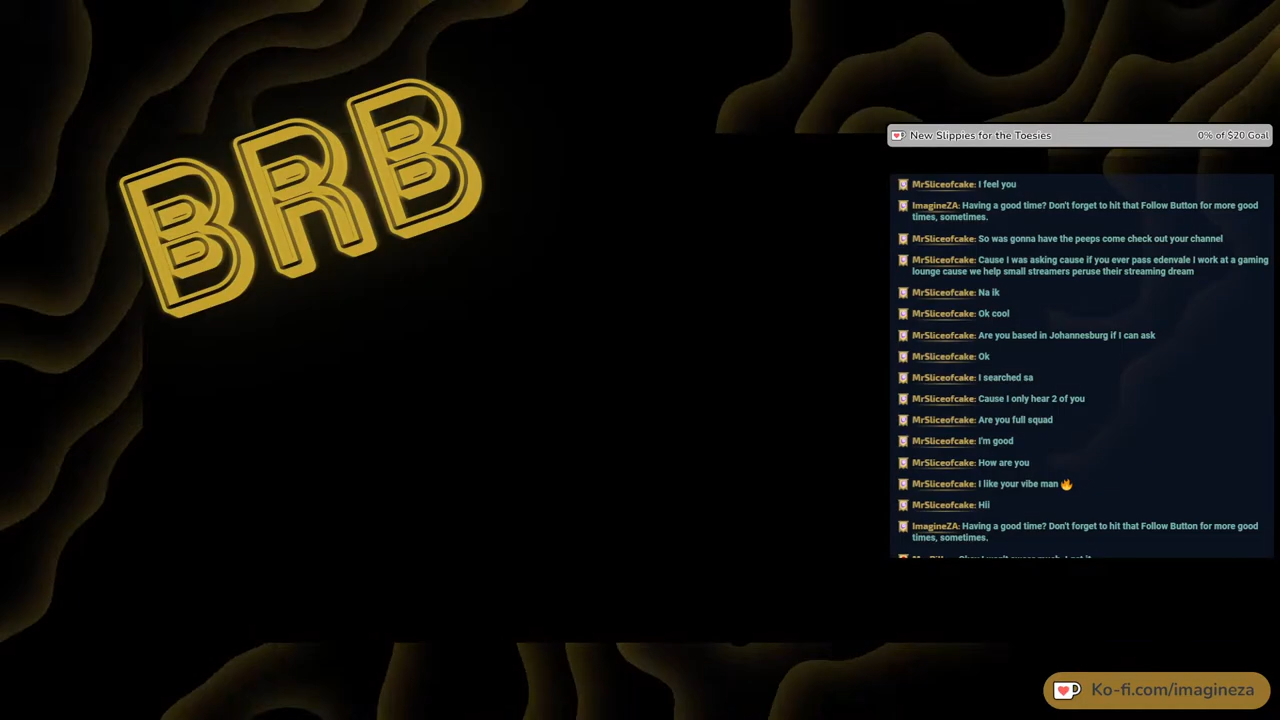 BRB
New Slippies for the Toesies 0% of $20 Goal
MrSliceofcake: I feel you
ImagineZA: Having a good time? Don't forget to hit that Follow Button for more good
times, sometimes.
MrSliceofcake: So was gonna have the peeps come check out your channel
MrSliceofcake: Cause I was asking cause if you ever pass edenvale I work at a gaming
lounge cause we help small streamers peruse their streaming dream
MrSliceofcake: Na ik
MrSliceofcake: Ok cool
MrSliceofcake: Are you based in Johannesburg if I can ask
MrSliceofcake: Ok
MrSliceofcake: I searched sa
MrSliceofcake: Cause I only hear 2 of you
MrSliceofcake: Are you full squad
MrSliceofcake: I'm good
MrSliceofcake: How are you
MrSliceofcake: I like your vibe man 🔥
MrSliceofcake: Hii
ImagineZA: Having a good time? Don't forget to hit that Follow Button for more good
times, sometimes.
Ko-fi.com/imagineza